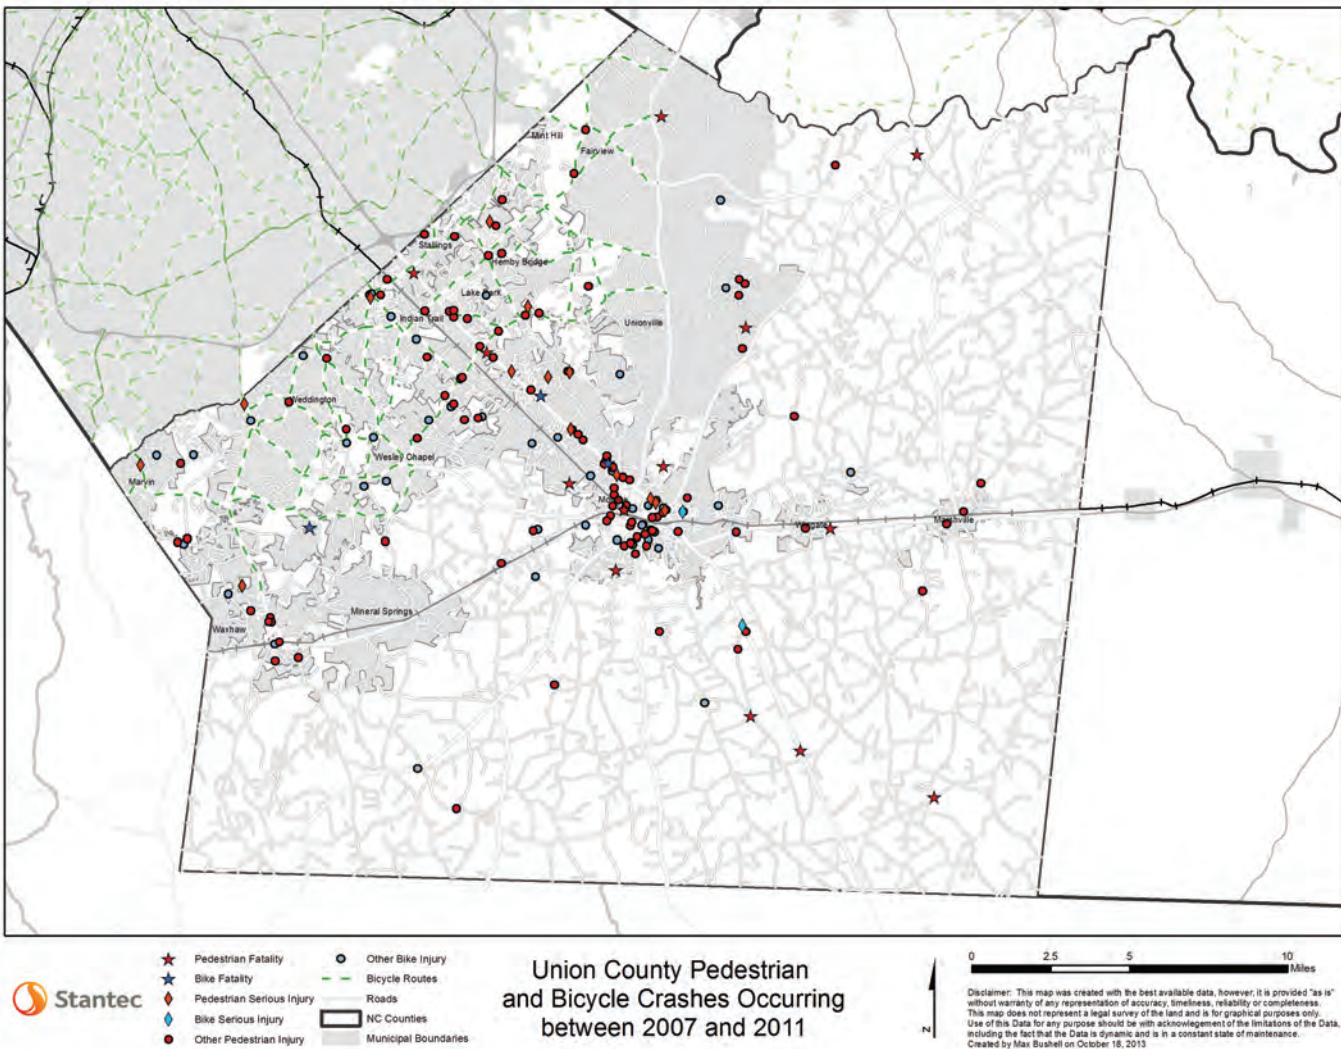 Mint Hill
Fairview
Stallings
Hemby Bridge
Lake Park
Indian Trail
Unionville
Weddington
Wesley Chapel
Marvin
Wingate
Marshville
Mineral Springs
Waxhaw
Stantec
Pedestrian Fatality
Bike Fatality
Pedestrian Serious Injury
Bike Serious Injury
Other Pedestrian Injury
Other Bike Injury
Bicycle Routes
Roads
NC Counties
Municipal Boundaries
Union County Pedestrian
and Bicycle Crashes Occurring
between 2007 and 2011
N
0 2.5 5 10
Miles
Disclaimer: This map was created with the best available data, however, it is provided "as is"
without warranty of any representation of accuracy, timeliness, reliability or completeness.
This map does not represent a legal survey of the land and is for graphical purposes only.
Use of this Data for any purpose should be with acknowlegement of the limitations of the Data,
including the fact that the Data is dynamic and is in a constant state of maintenance.
Created by Max Bushell on October 18, 2013